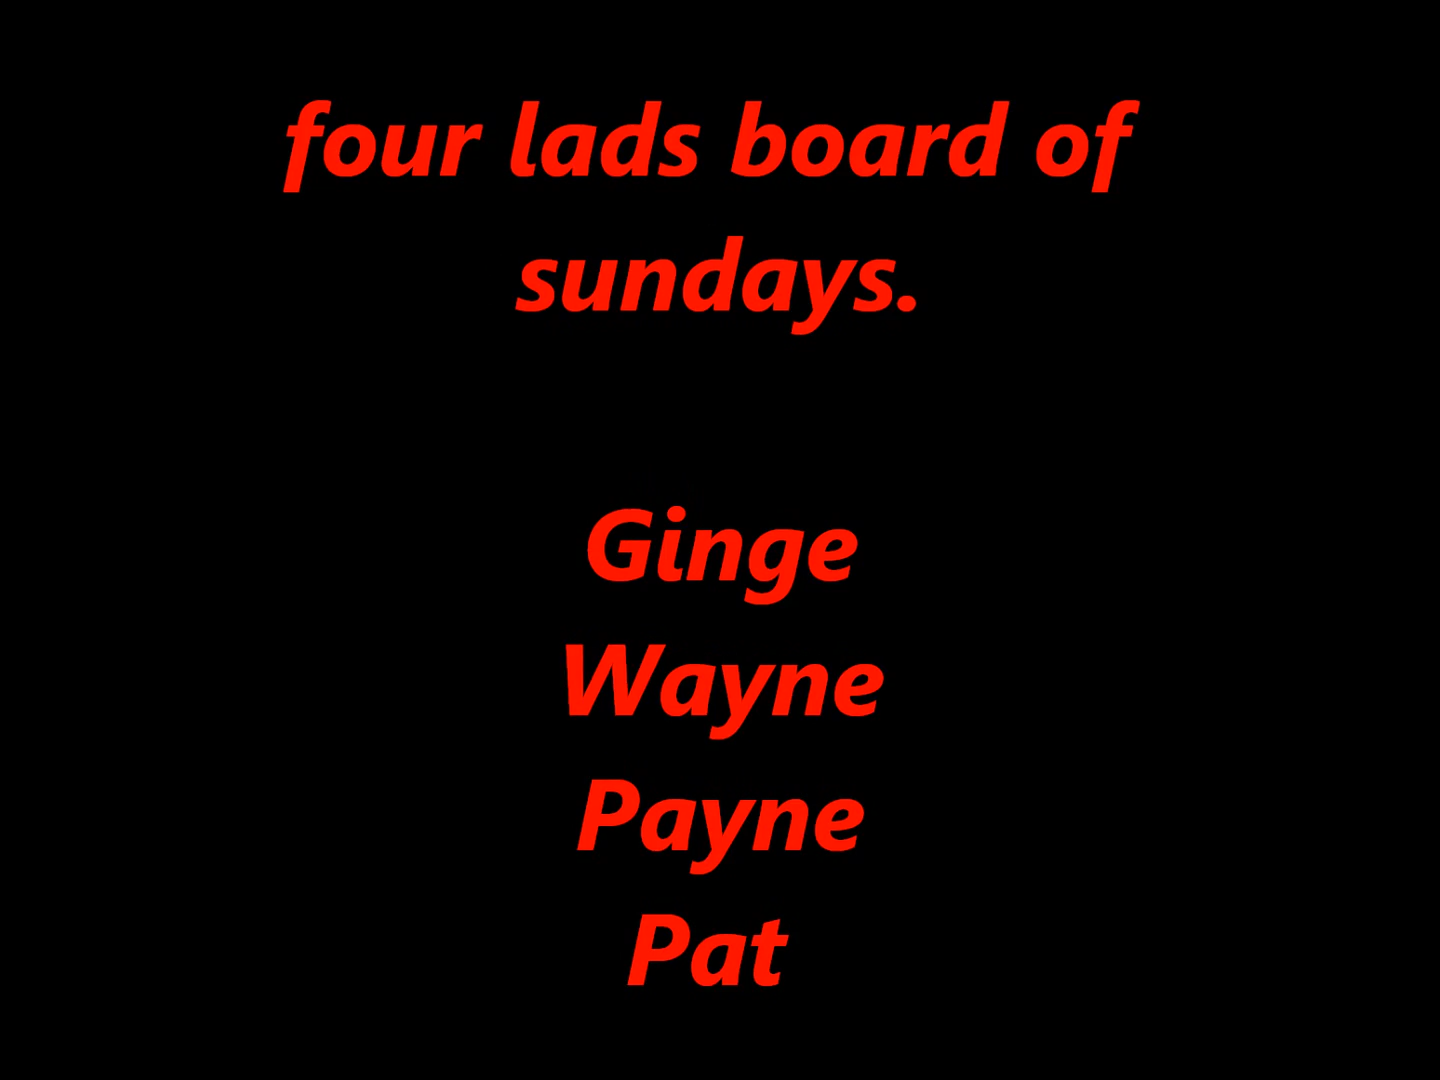 four lads board of
sundays.
Ginge
Wayne
Payne
Pat